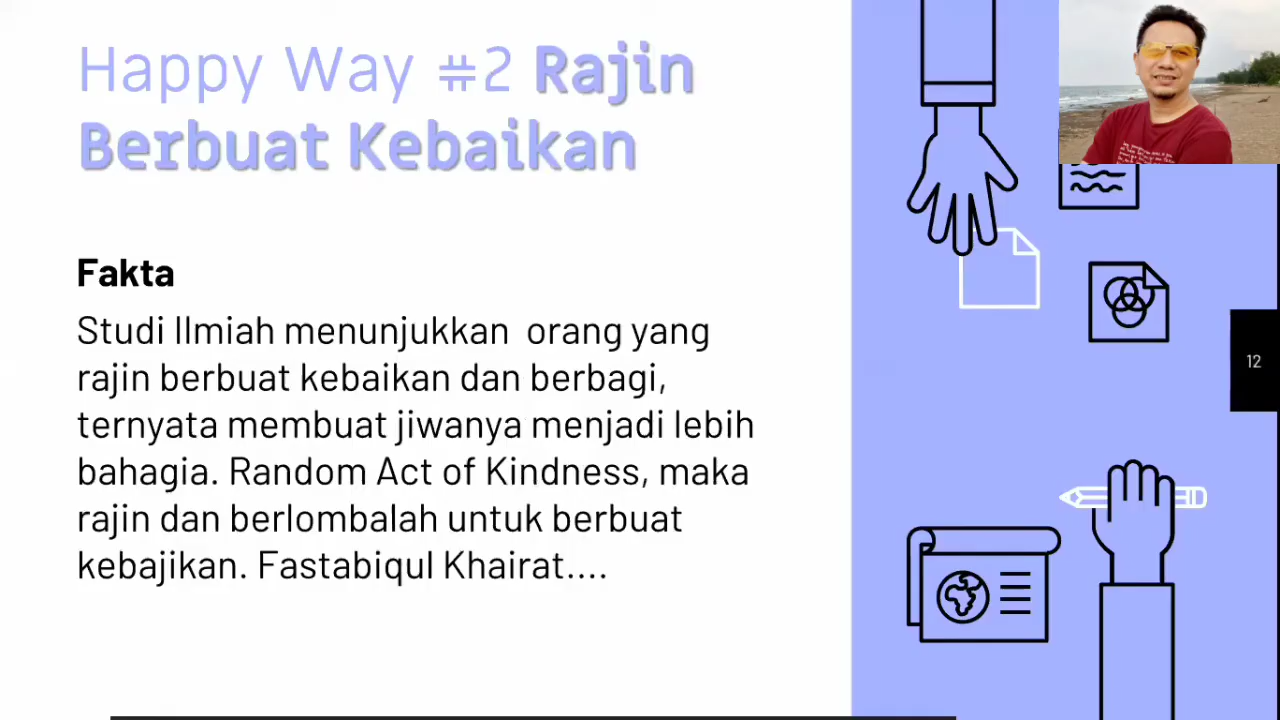 Happy Way #2 Rajin
Berbuat Kebaikan
Fakta
Studi Ilmiah menunjukkan orang yang
rajin berbuat kebaikan dan berbagi,
ternyata membuat jiwanya menjadi lebih
bahagia. Random Act of Kindness, maka
rajin dan berlombalah untuk berbuat
kebajikan. Fastabiqul Khairat....
12